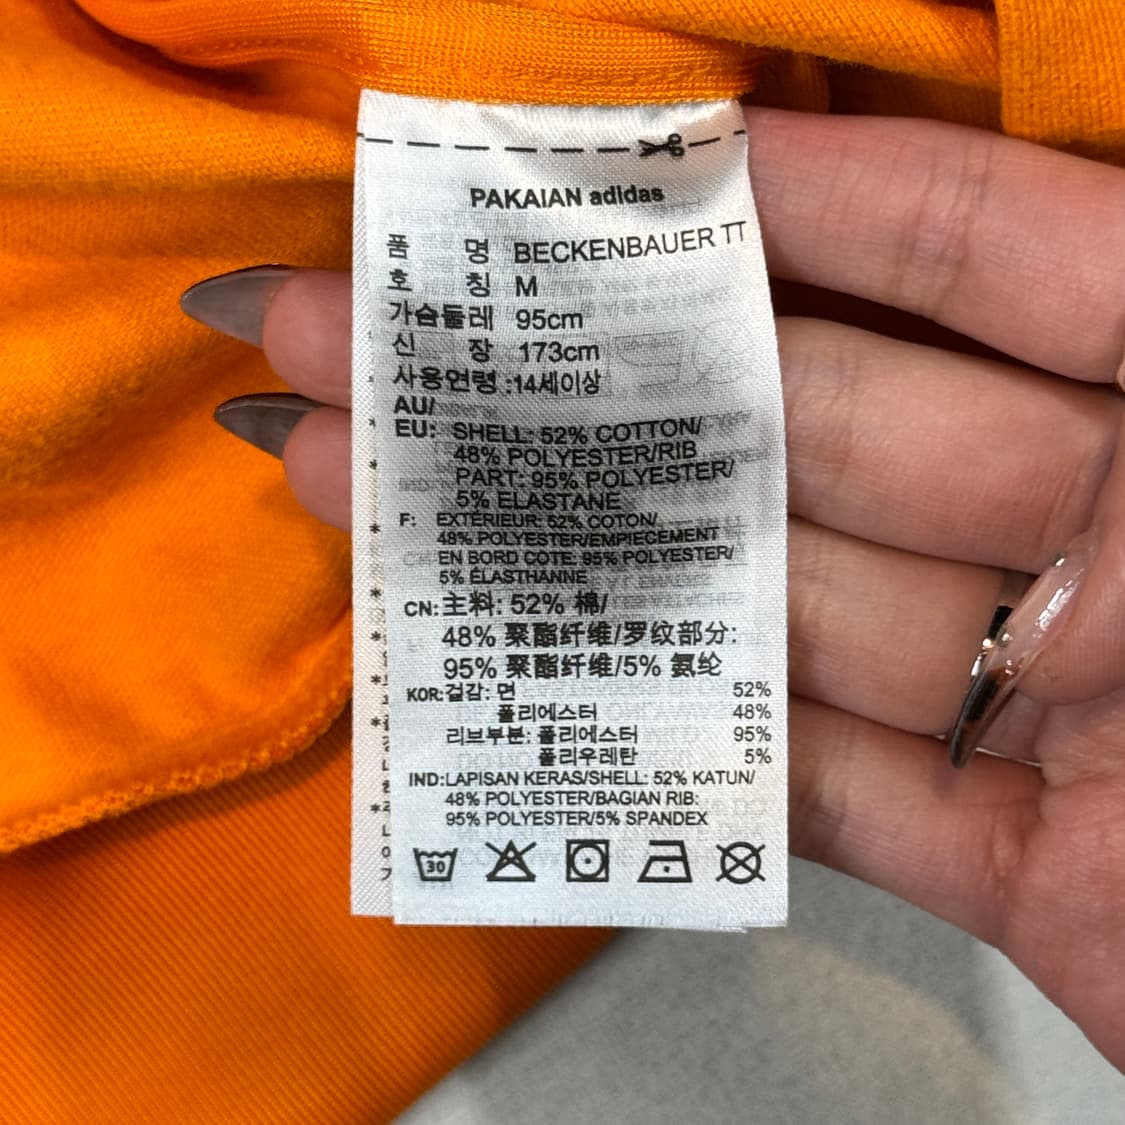 PAKAIAN adidas
품 명 BECKENBAUER TT
호 칭 M
가슴둘레 95cm
신 장 173cm
사용연령 :14세이상
AU/
EU: SHELL: 52% COTTON/
48% POLYESTER/RIB
PART: 95% POLYESTER/
5% ELASTANE
F: EXTÉRIEUR: 52% COTON/
48% POLYESTER/EMPIECEMENT
EN BORD COTE: 95% POLYESTER/
5% ÉLASTHANNE
CN: 主料: 52% 棉/
48% 聚酯纤维/罗纹部分:
95% 聚酯纤维/5% 氨纶
KOR: 겉감: 면 52%
폴리에스터 48%
리브부분: 폴리에스터 95%
폴리우레탄 5%
IND: LAPISAN KERAS/SHELL: 52% KATUN/
48% POLYESTER/BAGIAN RIB:
95% POLYESTER/5% SPANDEX
30